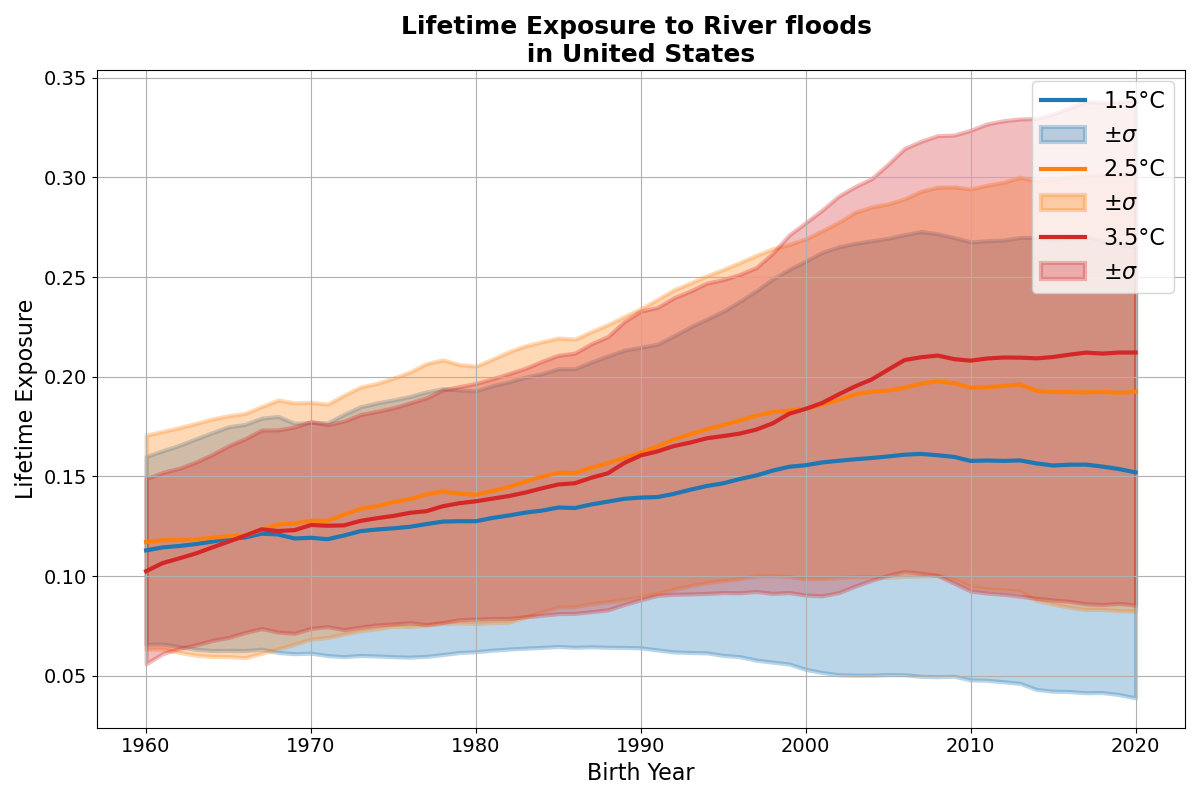 Lifetime Exposure to River floods
in United States
0.35
0.30
0.25
0.20
0.15
0.10
0.05
Lifetime Exposure
1960 1970 1980 1990 2000 2010 2020
Birth Year
1.5°C
±σ
2.5°C
±σ
3.5°C
±σ